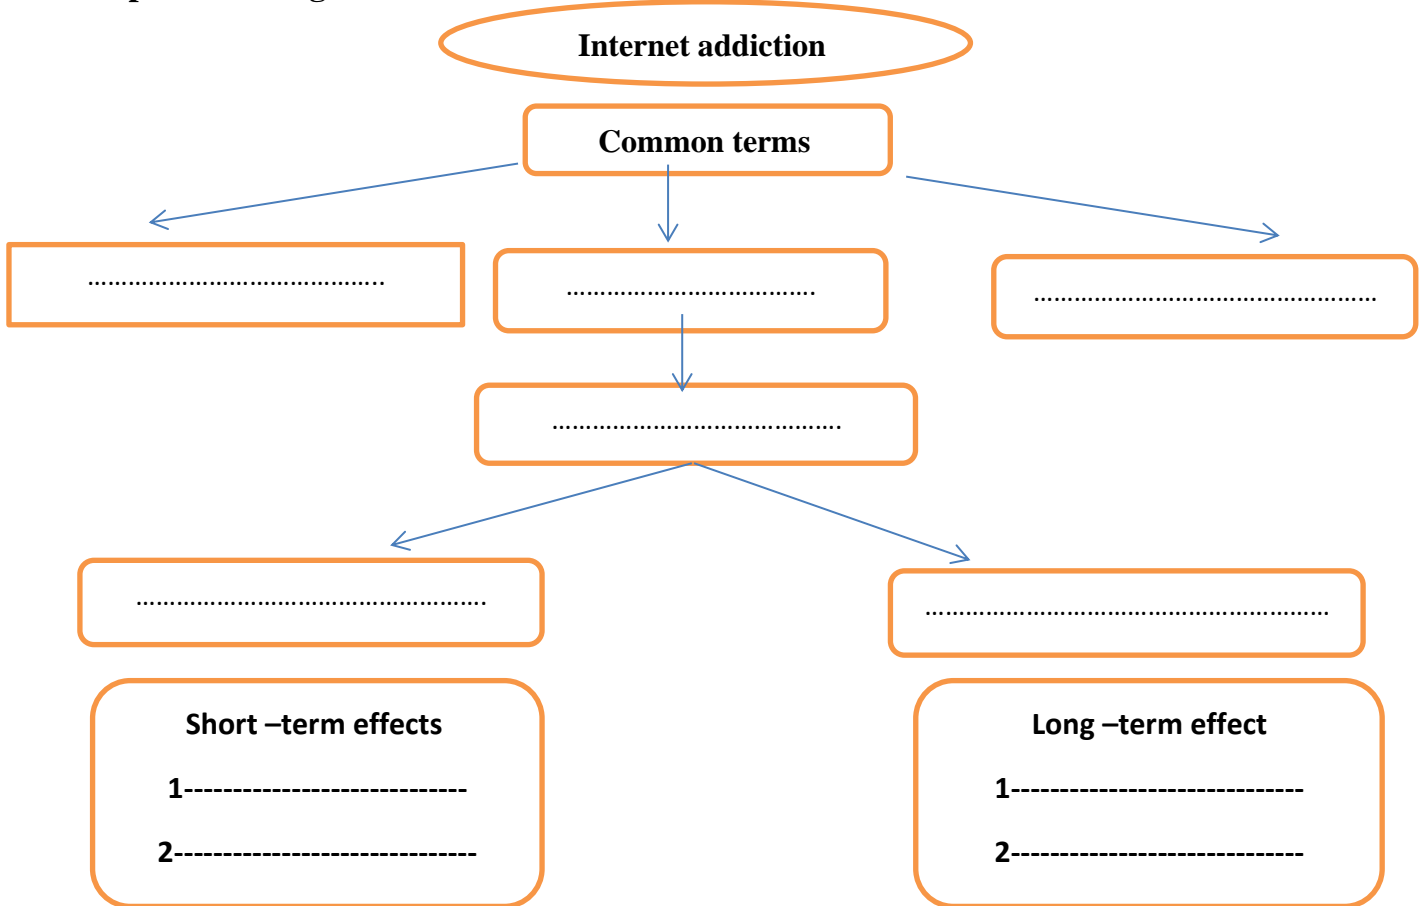 Internet addiction
Common terms
………………………………………..
………………………………….
………………………………………………
……………………………………….
……………………………………………….
………………………………………………………
Short –term effects
1-----------------------------
2-------------------------------
Long –term effect
1------------------------------
2------------------------------